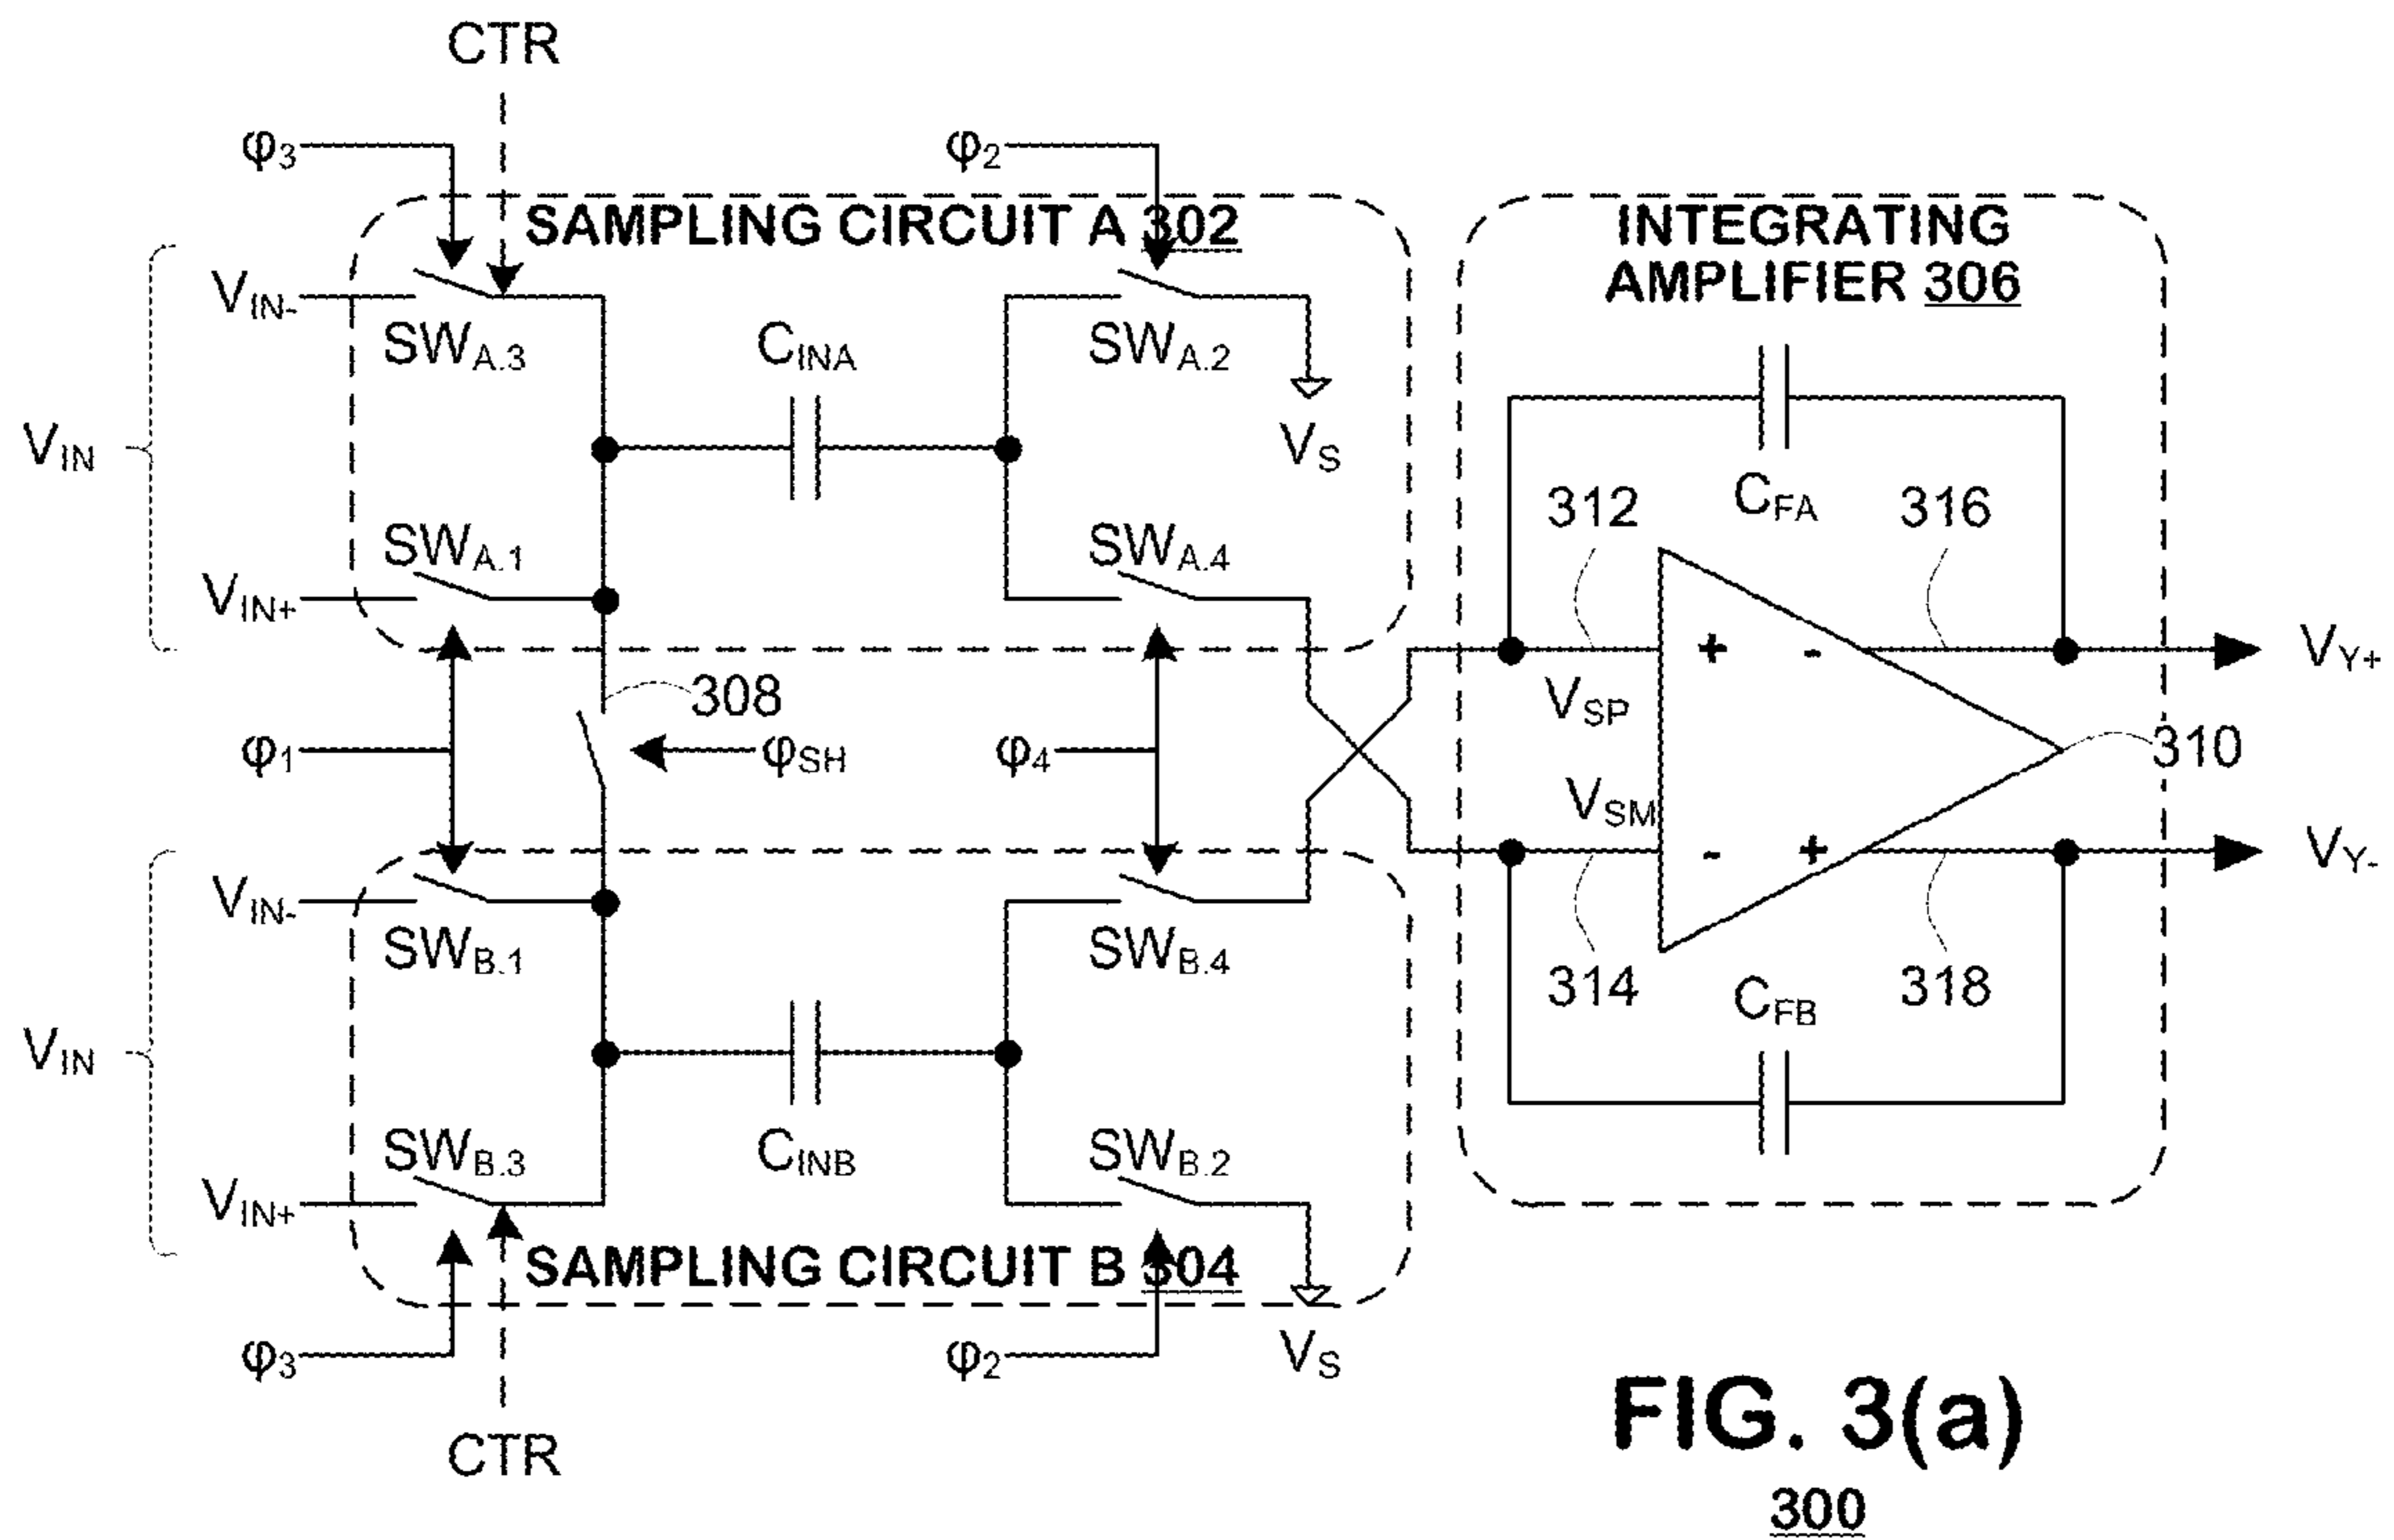 CTR
φ3
φ2
SAMPLING CIRCUIT A 302
INTEGRATING
AMPLIFIER 306
VIN-
SWA.3
CINA
SWA.2
VIN
VS
SWA.1
SWA.4
VIN+
312
CFA
316
308
VSP
VY+
φ1
φSH
φ4
310
VSM
VY-
VIN-
SWB.1
SWB.4
314
CFB
318
VIN
SWB.3
CINB
SWB.2
VIN+
SAMPLING CIRCUIT B 304
φ3
φ2
VS
CTR
FIG. 3(a)
300